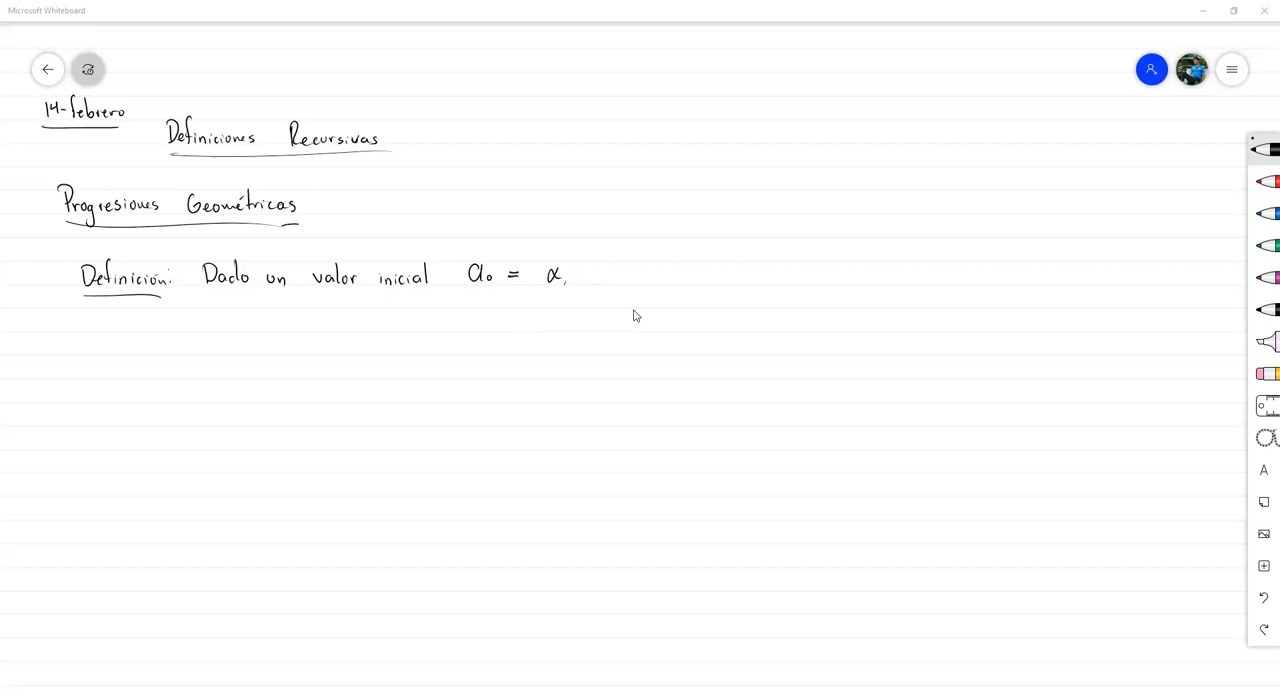 Microsoft Whiteboard
14-febrero
Definiciones Recursivas
Progresiones Geométricas
Definición: Dado un valor inicial a₀ = α,
A